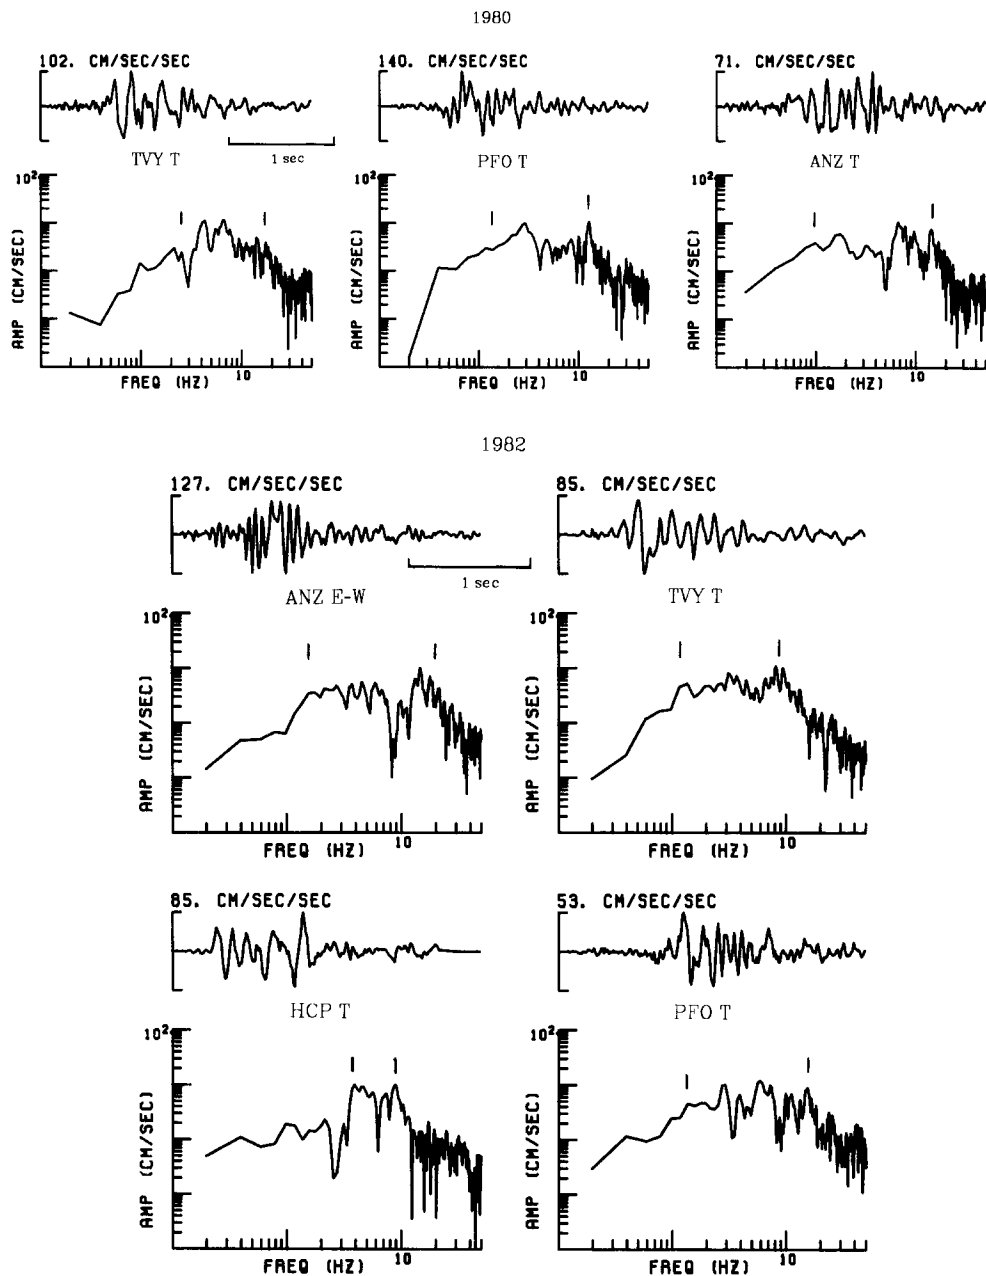 1980
102. CM/SEC/SEC
140. CM/SEC/SEC
71. CM/SEC/SEC
1 sec
TVY T
PFO T
ANZ T
10²
10²
10²
AMP (CM/SEC)
AMP (CM/SEC)
AMP (CM/SEC)
10
10
10
FREQ (HZ)
FREQ (HZ)
FREQ (HZ)
1982
127. CM/SEC/SEC
85. CM/SEC/SEC
1 sec
ANZ E-W
TVY T
10²
10²
AMP (CM/SEC)
AMP (CM/SEC)
10
10
FREQ (HZ)
FREQ (HZ)
85. CM/SEC/SEC
53. CM/SEC/SEC
HCP T
PFO T
10²
10²
AMP (CM/SEC)
AMP (CM/SEC)
10
10
FREQ (HZ)
FREQ (HZ)